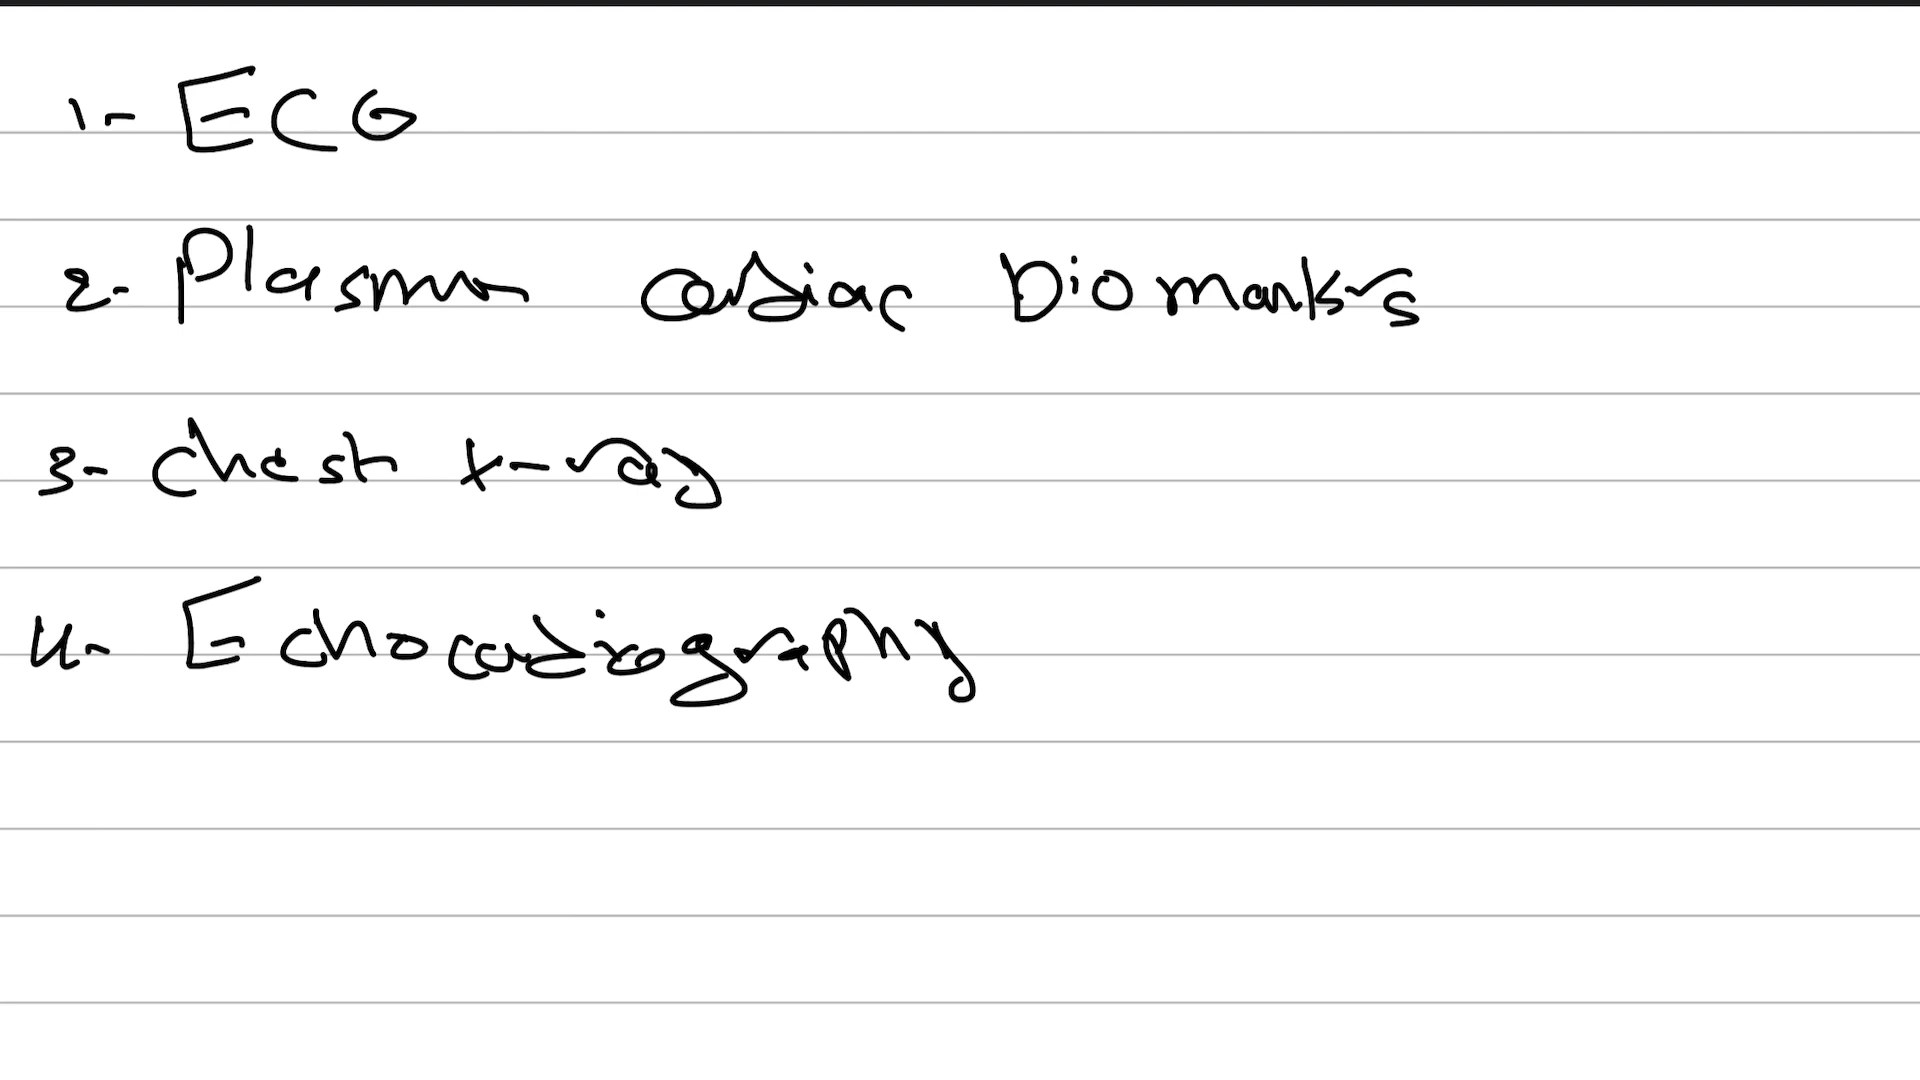 1- ECG
2- Plasma cardiac biomarkers
3- Chest x-ray
4- Echocardiography